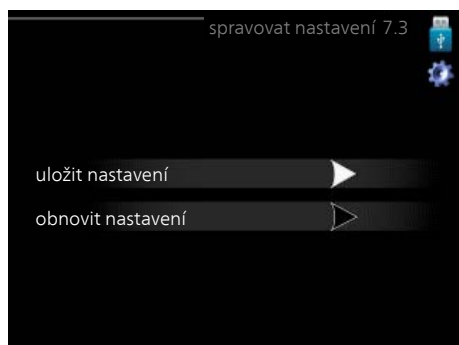 spravovat nastavení 7.3
uložit nastavení
obnovit nastavení